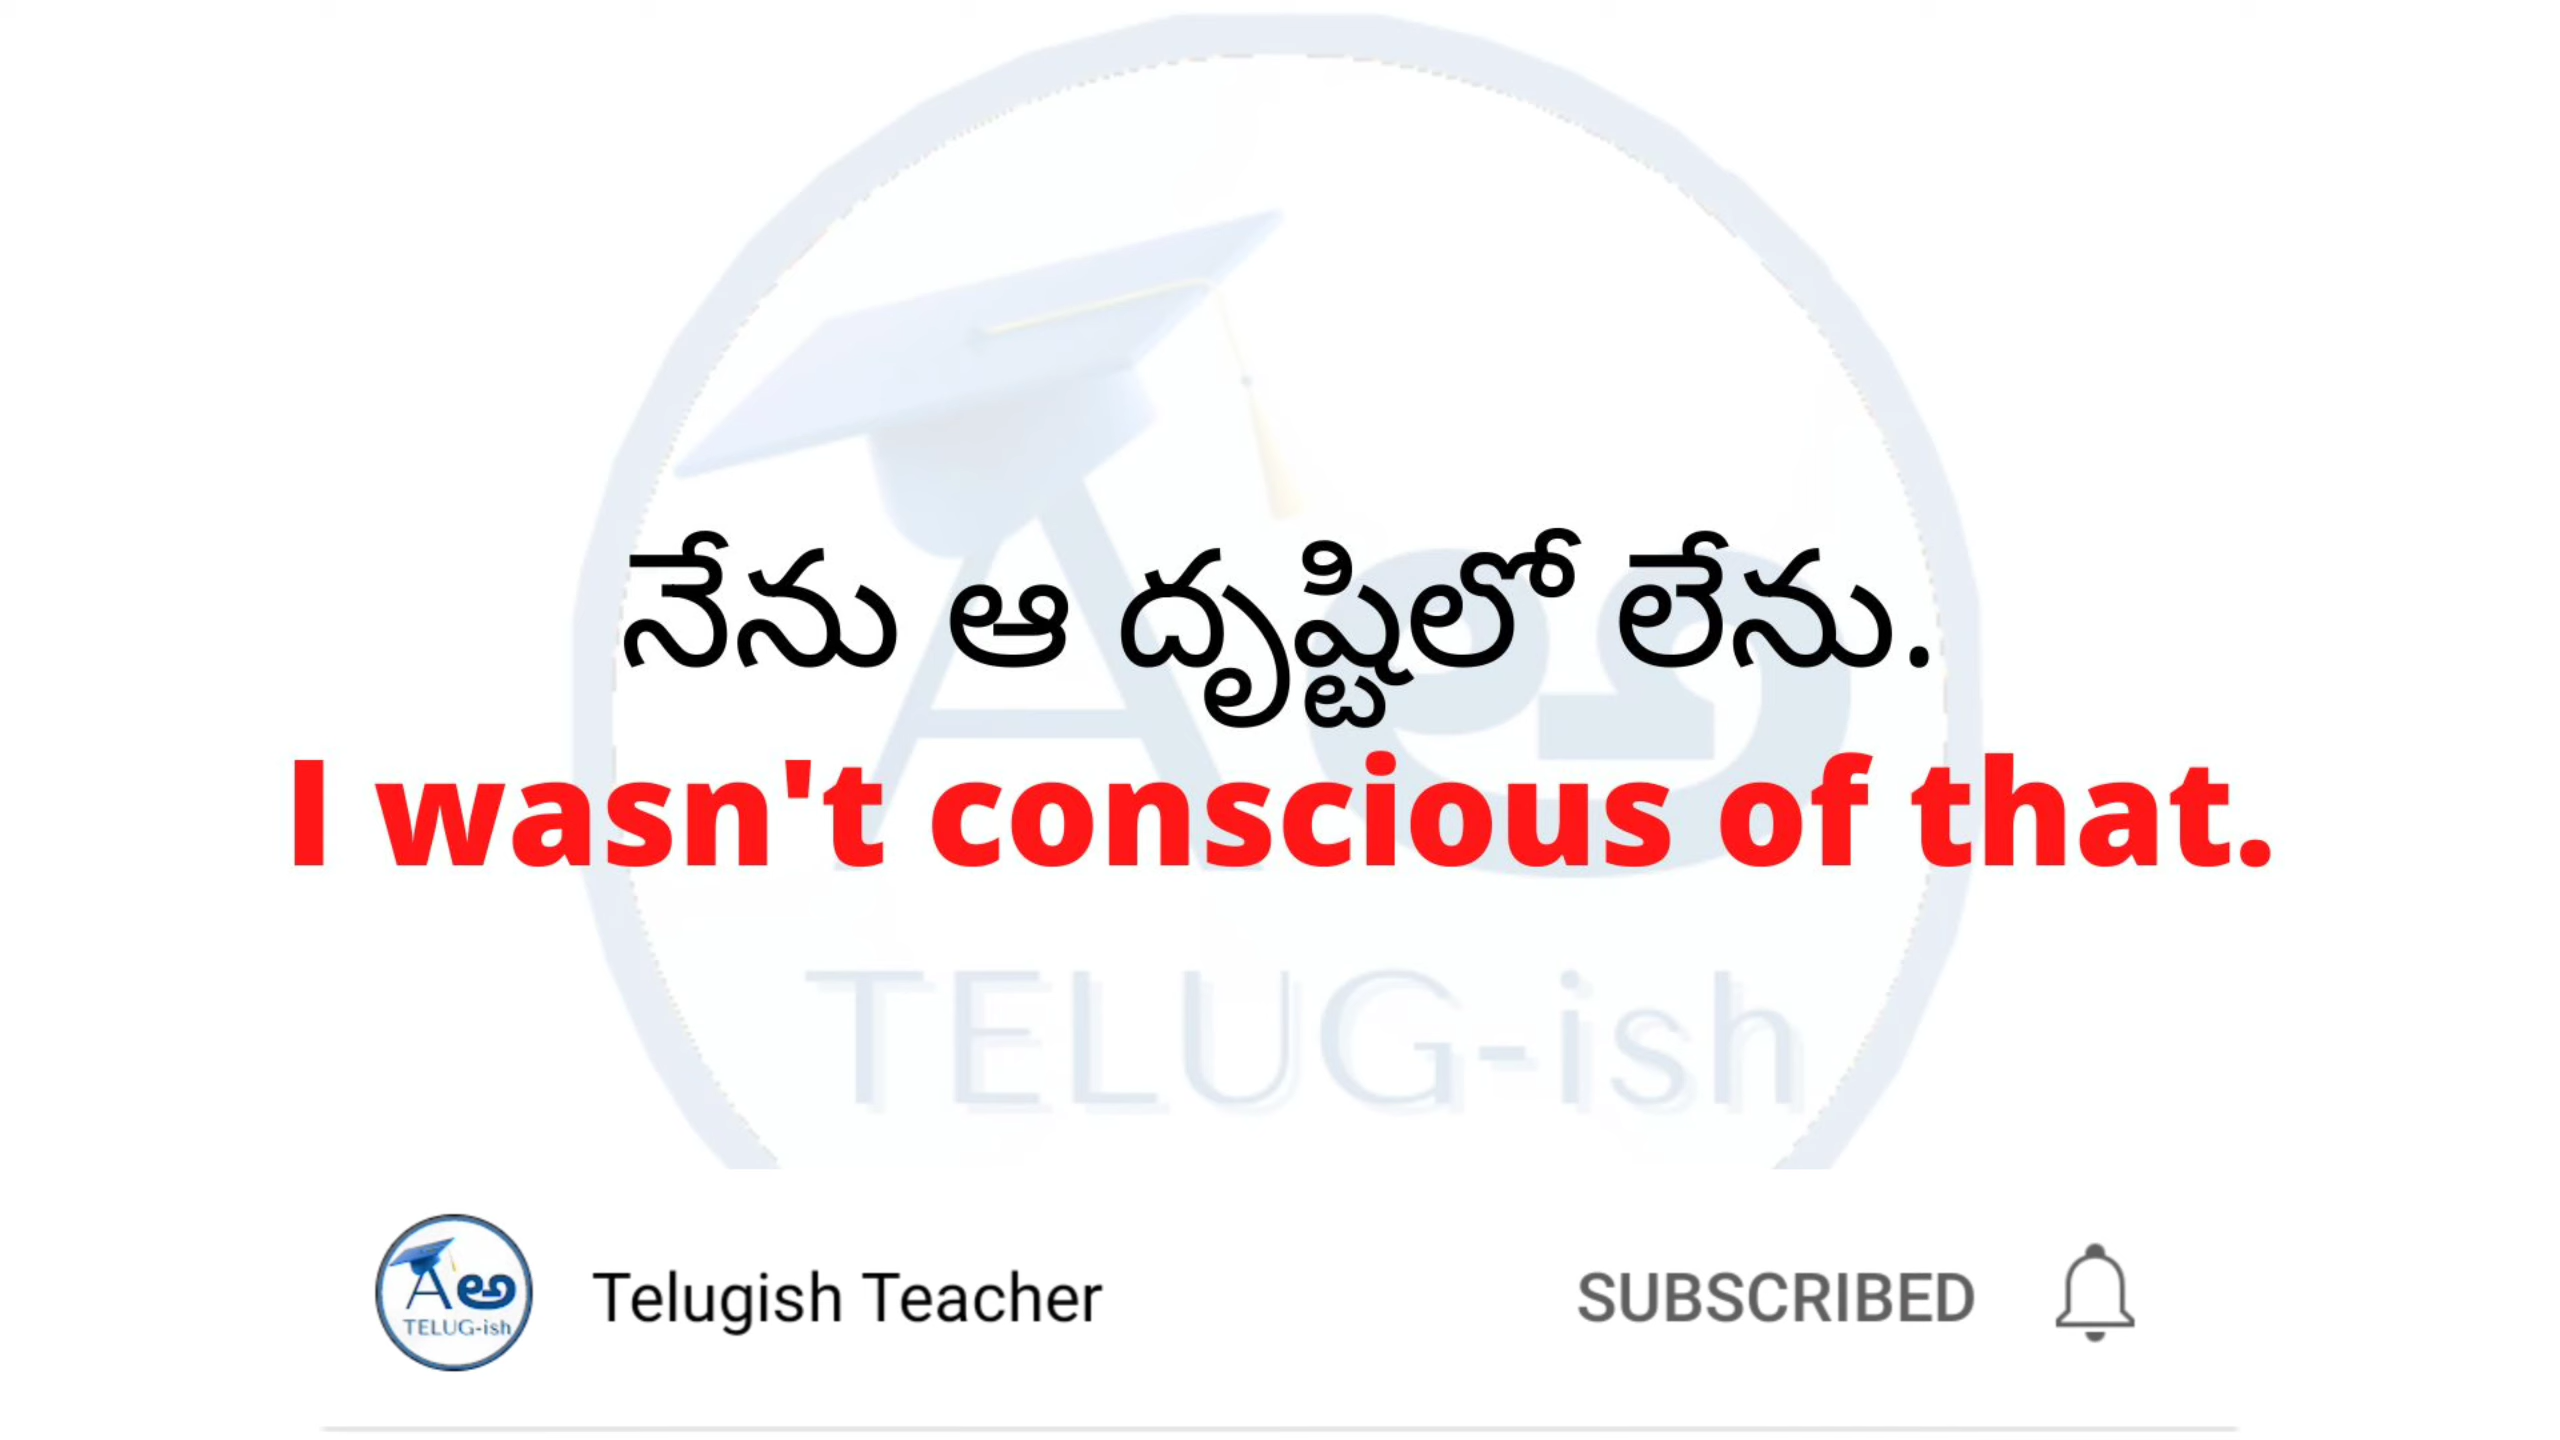 నేను ఆ దృష్టిలో లేను.
I wasn't conscious of that.
A అ
TELUG-ish
A అ
TELUG-ish
Telugish Teacher
SUBSCRIBED